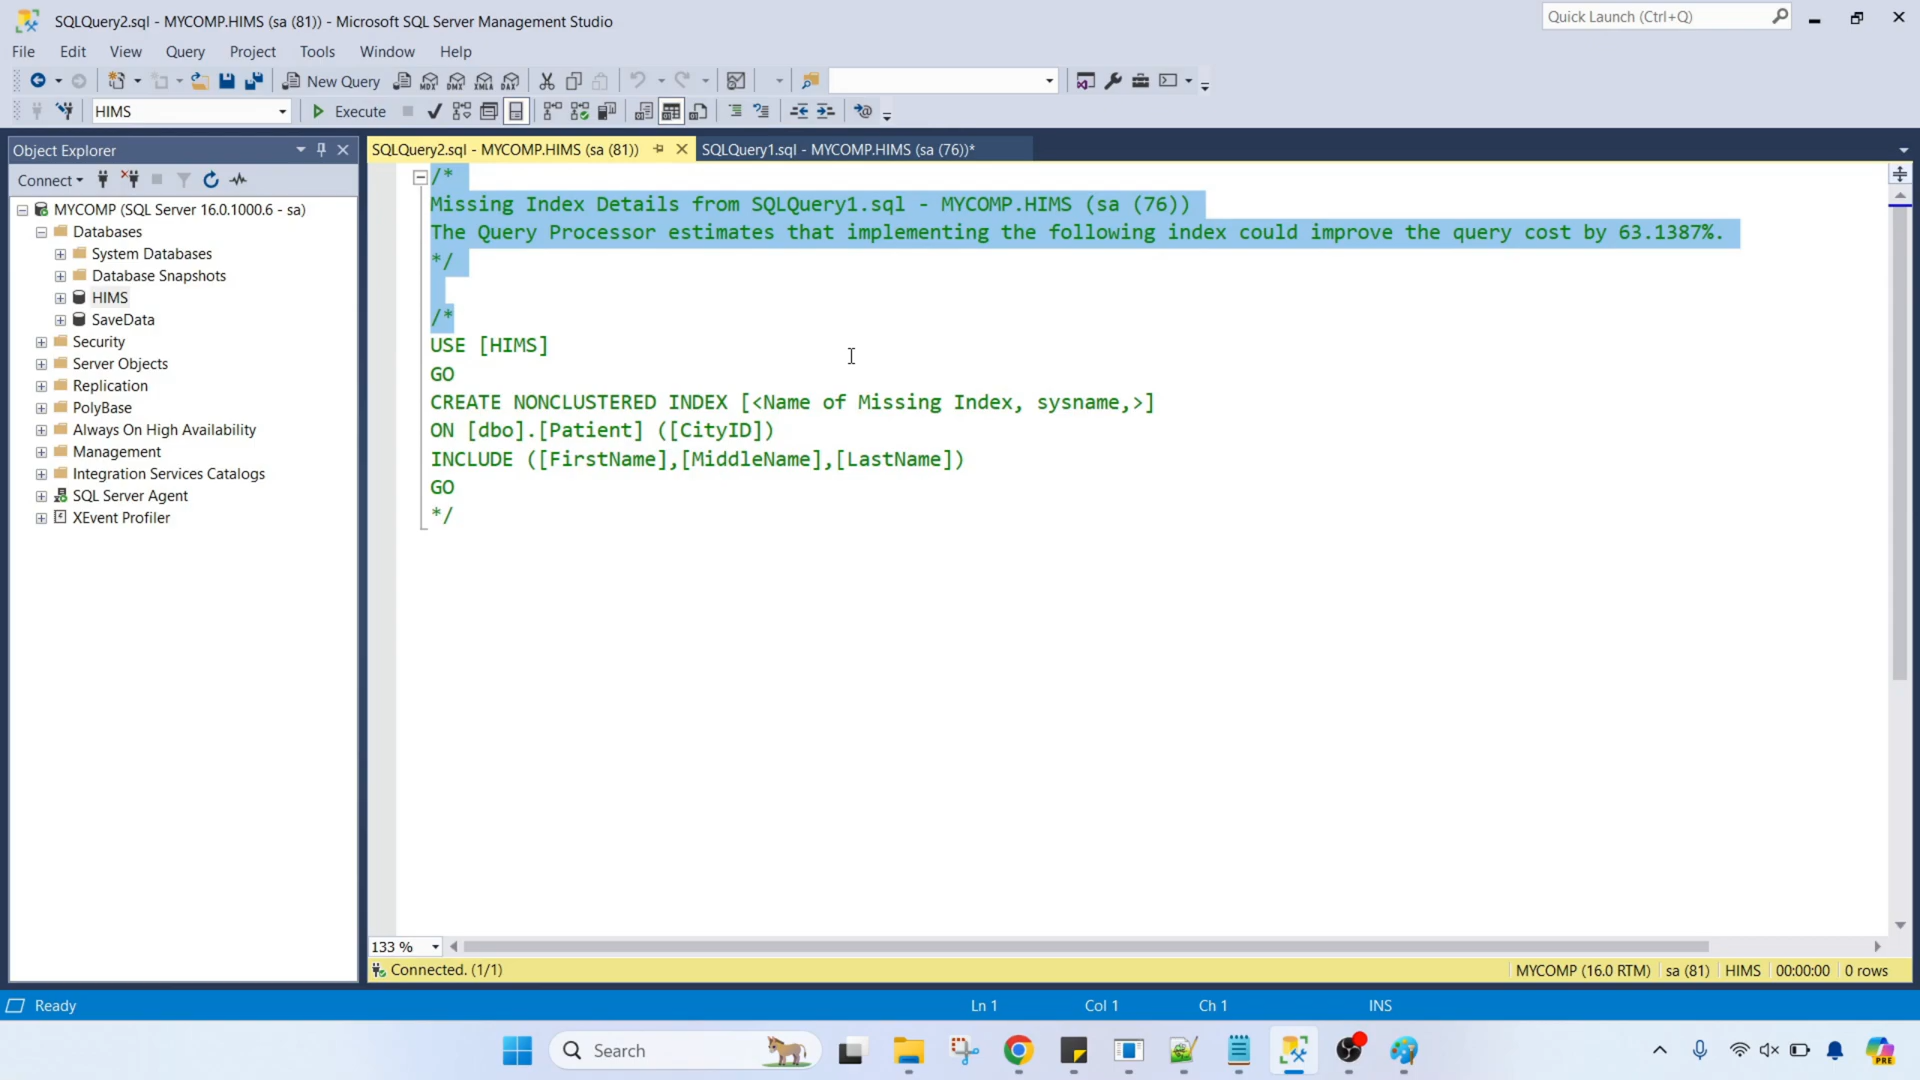 SQLQuery2.sql - MYCOMP.HIMS (sa (81)) - Microsoft SQL Server Management Studio
Quick Launch (Ctrl+Q)
File Edit View Query Project Tools Window Help
New Query
MDX DMX XMLA DAX
HIMS Execute
Object Explorer
SQLQuery2.sql - MYCOMP.HIMS (sa (81)) SQLQuery1.sql - MYCOMP.HIMS (sa (76))*
Connect
MYCOMP (SQL Server 16.0.1000.6 - sa)
Databases
System Databases
Database Snapshots
HIMS
SaveData
Security
Server Objects
Replication
PolyBase
Always On High Availability
Management
Integration Services Catalogs
SQL Server Agent
XEvent Profiler
/*
Missing Index Details from SQLQuery1.sql - MYCOMP.HIMS (sa (76))
The Query Processor estimates that implementing the following index could improve the query cost by 63.1387%.
*/
/*
USE [HIMS]
GO
CREATE NONCLUSTERED INDEX [<Name of Missing Index, sysname,>]
ON [dbo].[Patient] ([CityID])
INCLUDE ([FirstName],[MiddleName],[LastName])
GO
*/
133 %
Connected. (1/1) MYCOMP (16.0 RTM) sa (81) HIMS 00:00:00 0 rows
Ready Ln 1 Col 1 Ch 1 INS
Search
PRE